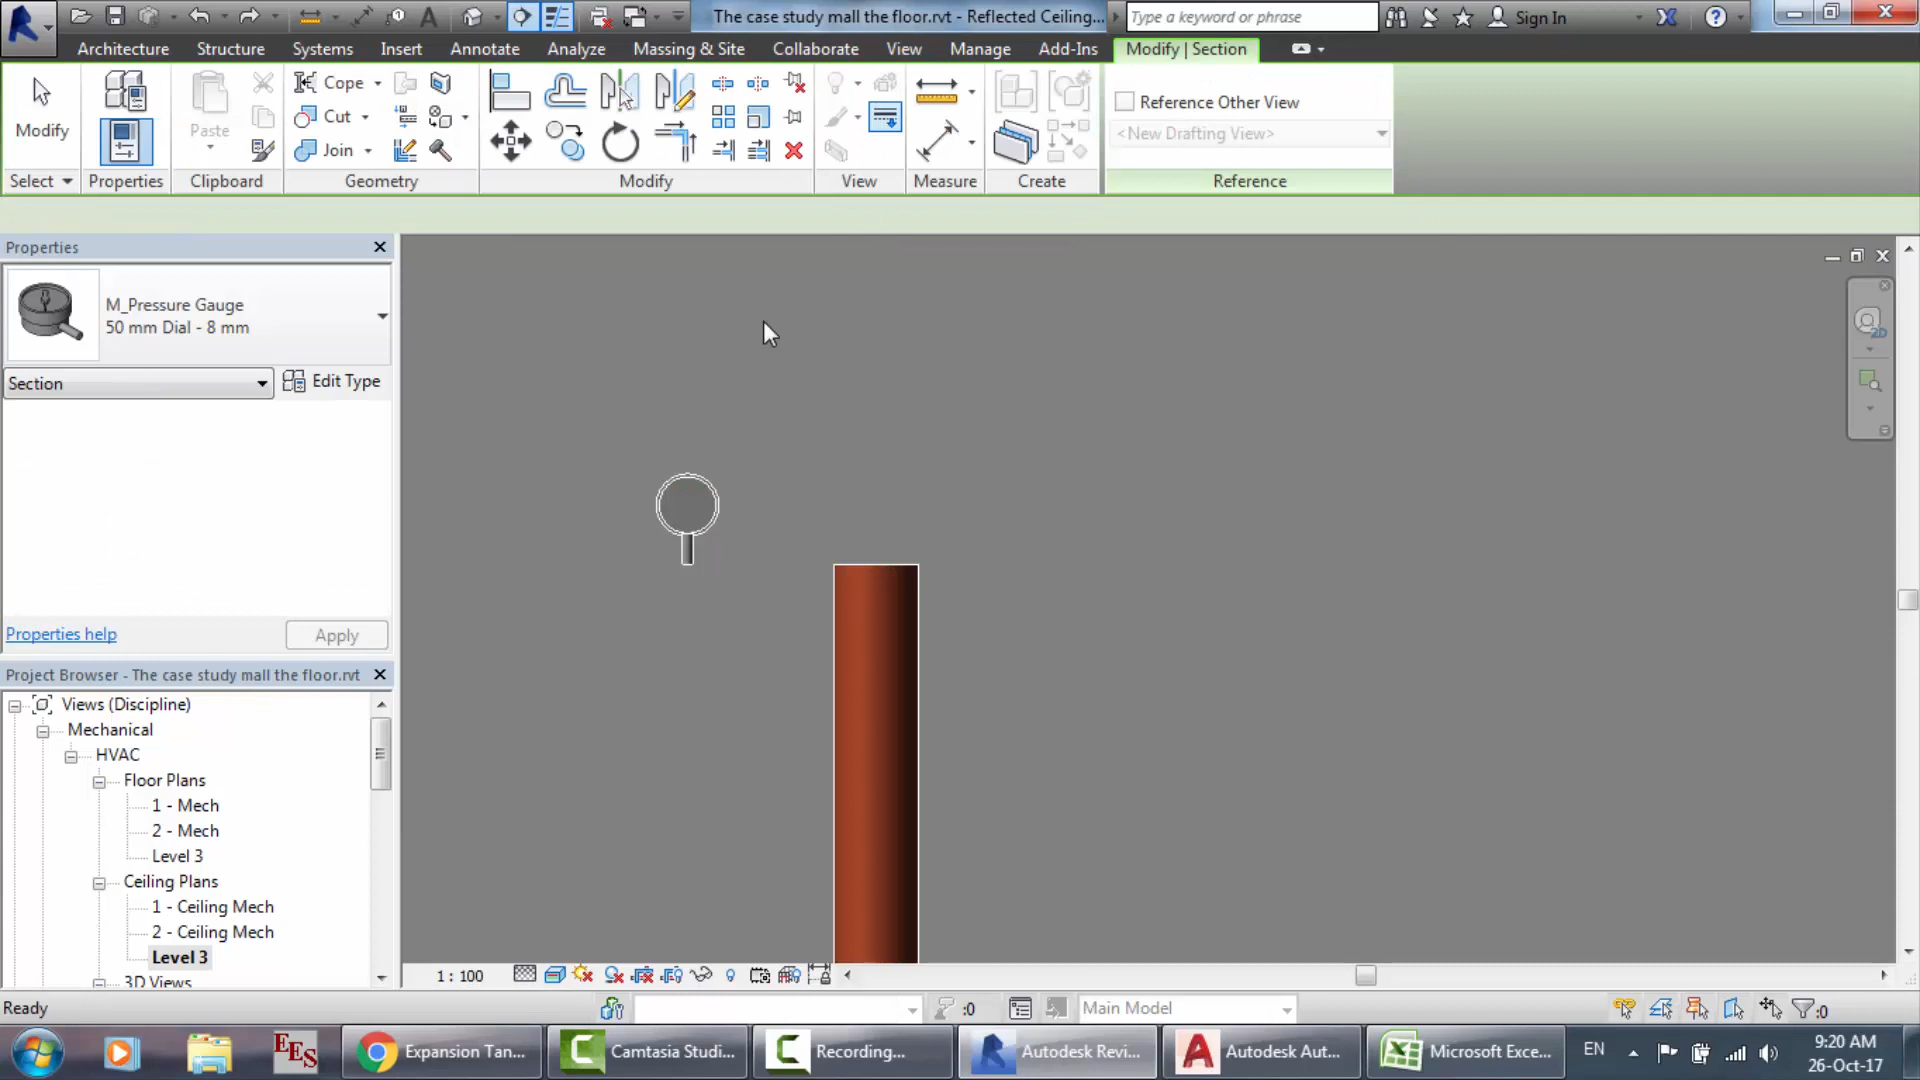 The case study mall the floor.rvt - Reflected Ceiling...
Type a keyword or phrase
Sign In
Architecture
Structure
Systems
Insert
Annotate
Analyze
Massing & Site
Collaborate
View
Manage
Add-Ins
Modify | Section
Modify
Paste
Cope
Cut
Join
Reference Other View
<New Drafting View>
Select
Properties
Clipboard
Geometry
Modify
View
Measure
Create
Reference
Properties
M_Pressure Gauge
50 mm Dial - 8 mm
Section
Edit Type
Properties help
Apply
Project Browser - The case study mall the floor.rvt
Views (Discipline)
Mechanical
HVAC
Floor Plans
1 - Mech
2 - Mech
Level 3
Ceiling Plans
1 - Ceiling Mech
2 - Ceiling Mech
Level 3
3D Views
2D
1 : 100
Ready
:0
Main Model
:0
EES
Expansion Tan...
Camtasia Studi...
Recording...
Autodesk Revi...
Autodesk Aut...
Microsoft Exce...
EN
9:20 AM
26-Oct-17